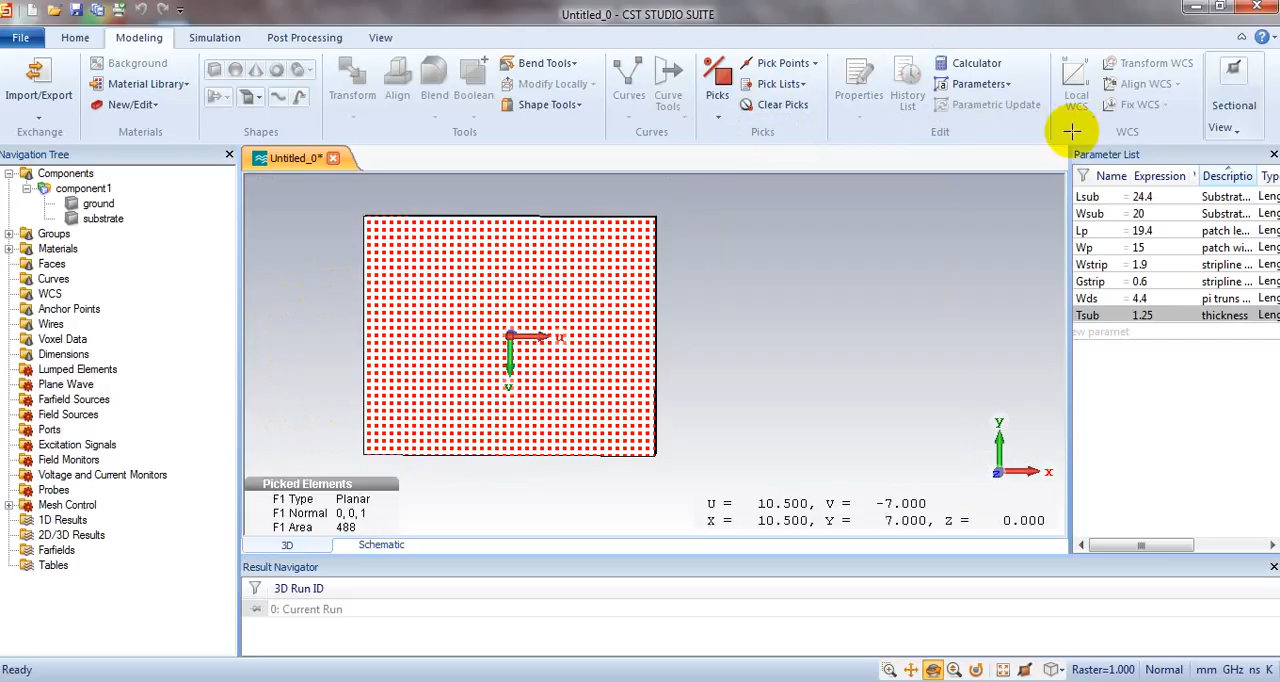 Untitled_0 - CST STUDIO SUITE
File Home Modeling Simulation Post Processing View
Import/Export
Exchange
Background
Material Library
New/Edit
Materials
Shapes
Transform Align Blend Boolean
Bend Tools
Modify Locally
Shape Tools
Tools
Curves Curve Tools
Curves
Picks
Pick Points
Pick Lists
Clear Picks
Picks
Properties History List
Calculator
Parameters
Parametric Update
Edit
Local WCS
Transform WCS
Align WCS
Fix WCS
WCS
Sectional View
Navigation Tree
Components
component1
ground
substrate
Groups
Materials
Faces
Curves
WCS
Anchor Points
Wires
Voxel Data
Dimensions
Lumped Elements
Plane Wave
Farfield Sources
Field Sources
Ports
Excitation Signals
Field Monitors
Voltage and Current Monitors
Probes
Mesh Control
1D Results
2D/3D Results
Farfields
Tables
Untitled_0*
u
v
y
x
z
Picked Elements
F1 Type Planar
F1 Normal 0, 0, 1
F1 Area 488
U = 10.500, V = -7.000
X = 10.500, Y = 7.000, Z = 0.000
3D Schematic
Parameter List
Name Expression Descriptio Typ
Lsub = 24.4 Substrat... Leng
Wsub = 20 Substrat... Leng
Lp = 19.4 patch le... Leng
Wp = 15 patch wi... Leng
Wstrip = 1.9 stripline ... Leng
Gstrip = 0.6 stripline ... Leng
Wds = 4.4 pi truns ... Leng
Tsub 1.25 thickness Leng
ew paramet
Result Navigator
3D Run ID
0: Current Run
Ready
Raster=1.000 Normal mm GHz ns K